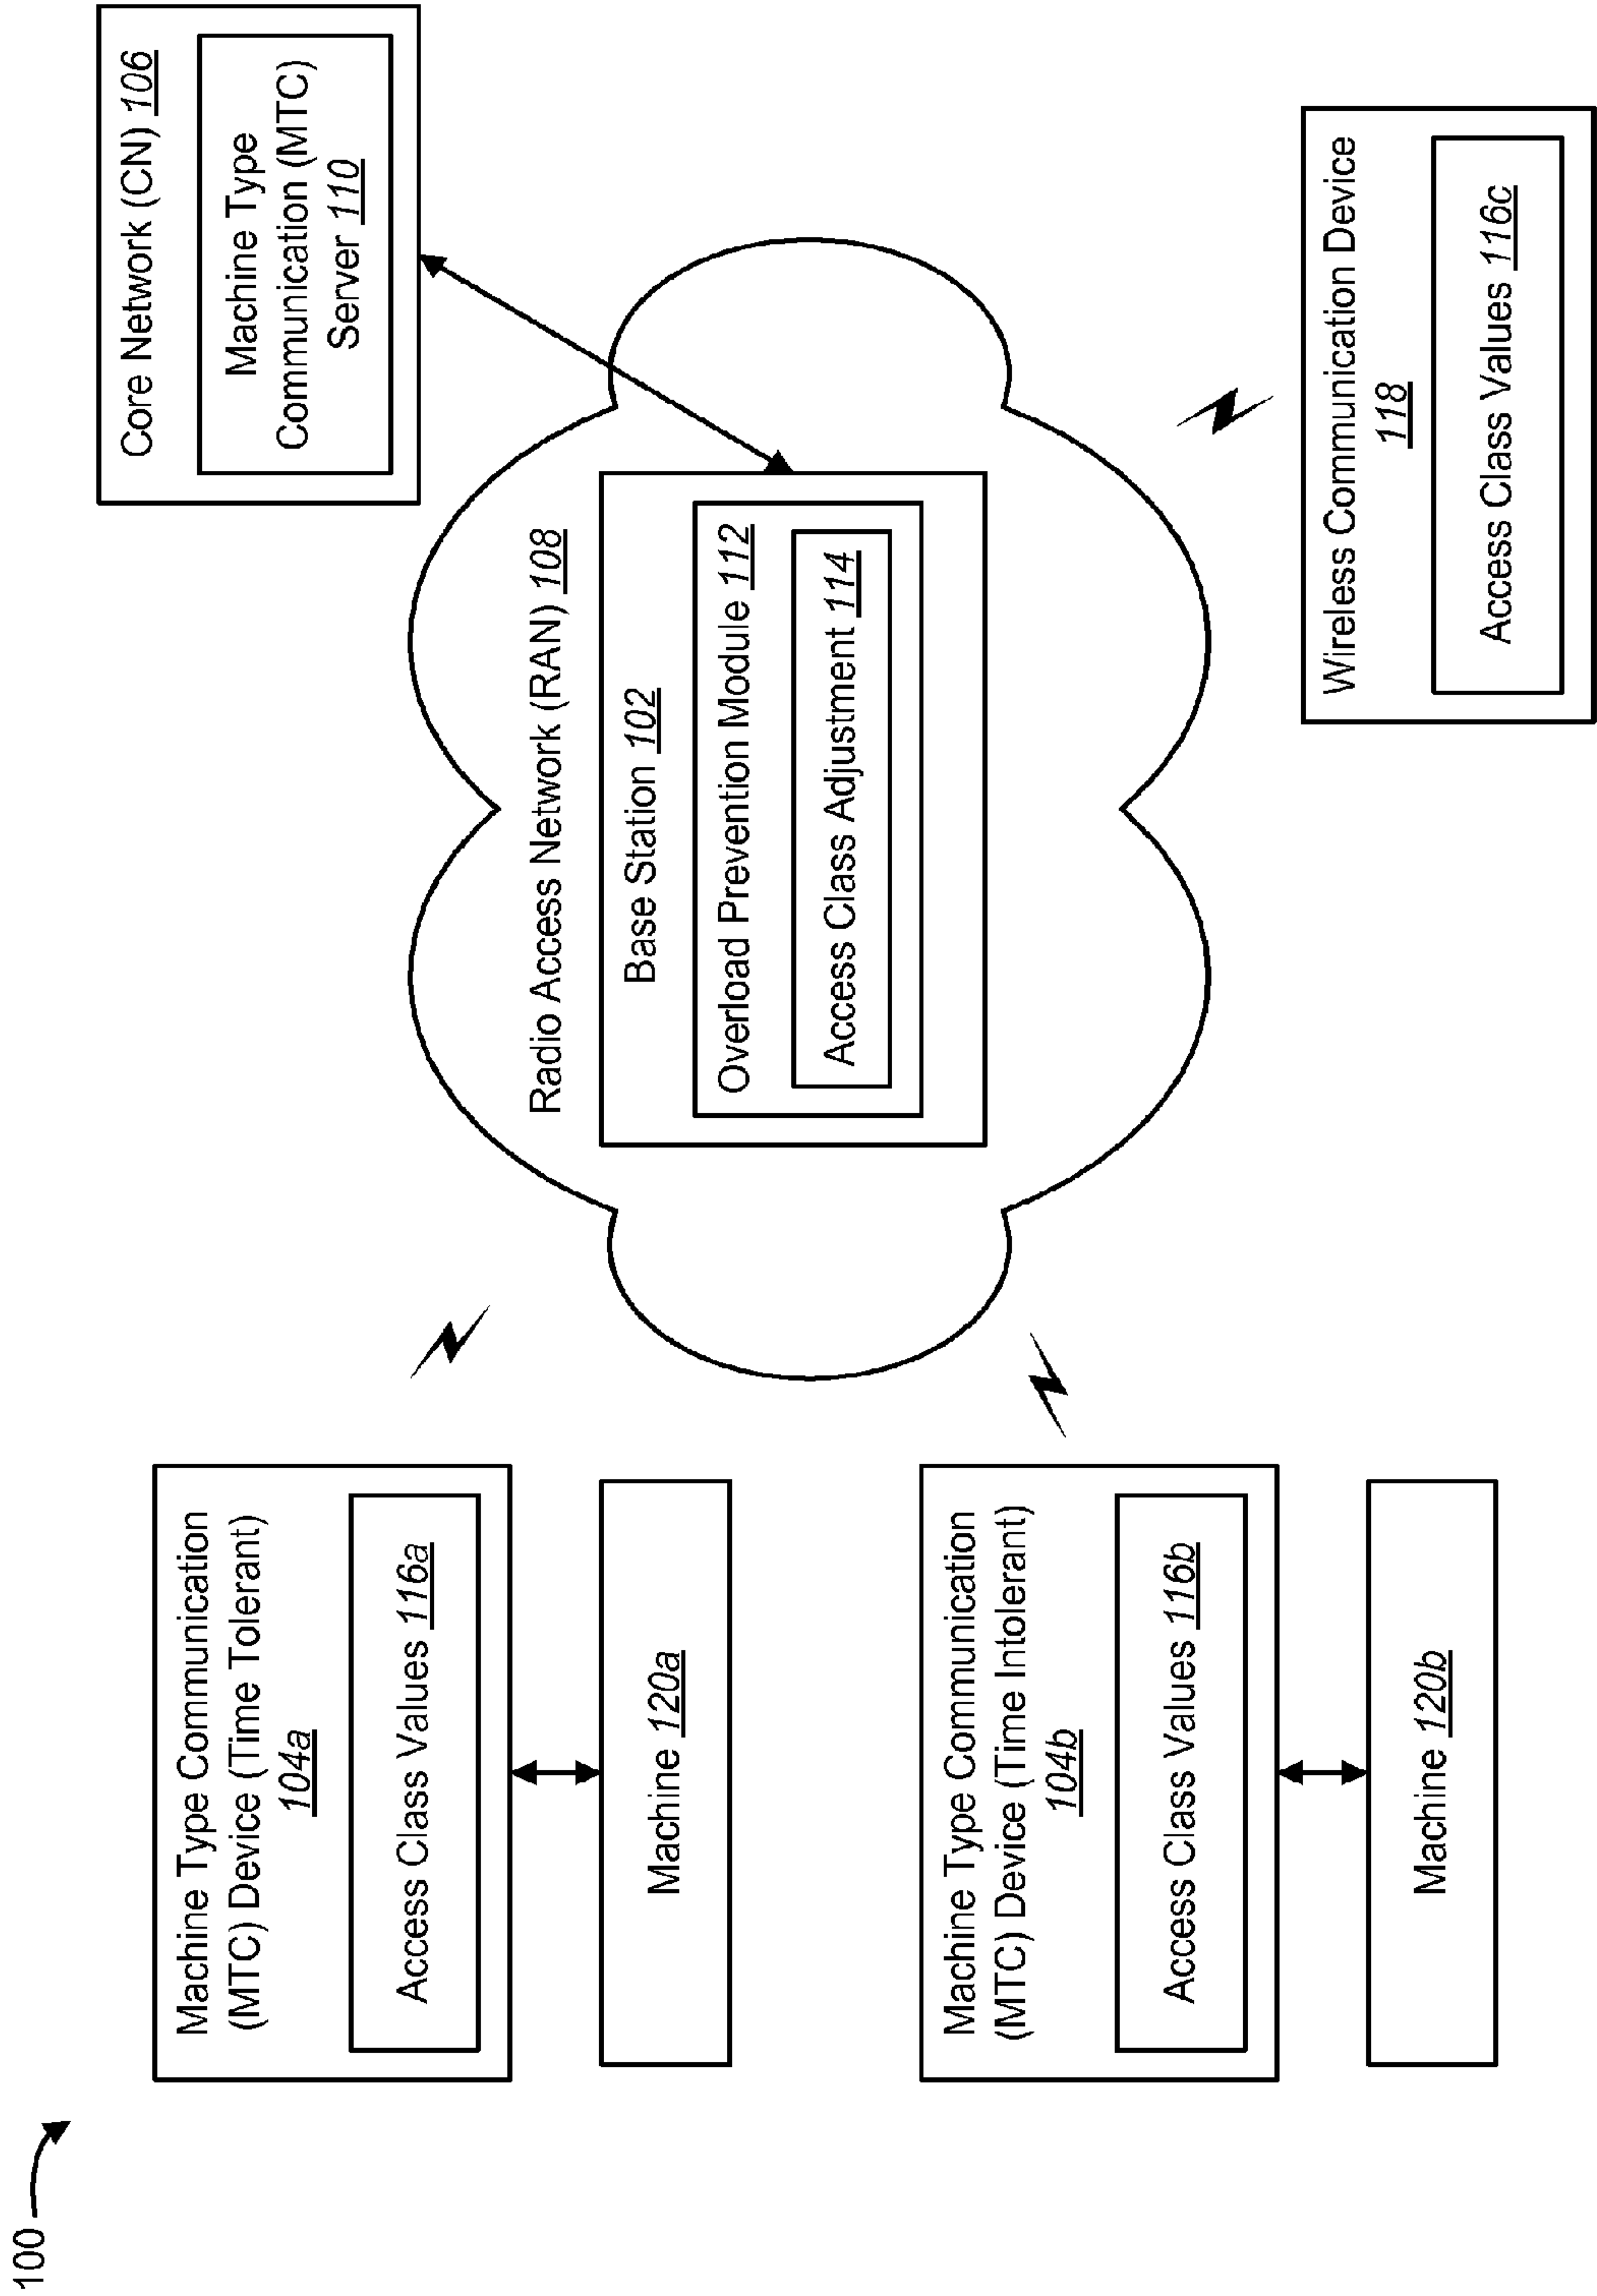 100
Machine Type Communication
(MTC) Device (Time Tolerant)
104a
Access Class Values 116a
Machine 120a
Machine Type Communication
(MTC) Device (Time Intolerant)
104b
Access Class Values 116b
Machine 120b
Radio Access Network (RAN) 108
Base Station 102
Overload Prevention Module 112
Access Class Adjustment 114
Core Network (CN) 106
Machine Type
Communication (MTC)
Server 110
Wireless Communication Device
118
Access Class Values 116c